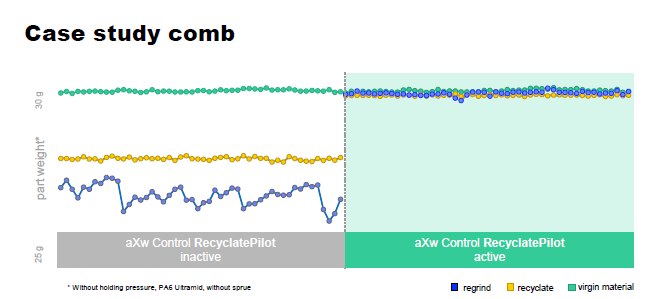 Case study comb
30 g
part weight*
25 g
aXw Control RecyclatePilot
inactive
aXw Control RecyclatePilot
active
* Without holding pressure, PA6 Ultramid, without sprue
regrind
recyclate
virgin material